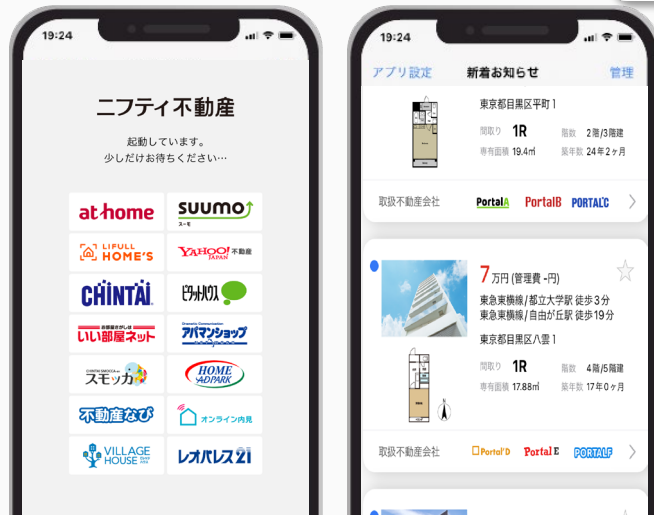 19:24
ニフティ不動産
起動しています。
少しだけお待ちください…
at home
SUUMO
スーモ
LIFULL
HOME'S
YAHOO!不動産
JAPAN
CHINTAI
ピタットハウス
お部屋さがしは
いい部屋ネット
アパマンショップ
スモッカ
HOME
ADPARK
不動産なび
オンライン内見
VILLAGE
HOUSE
レオパレス21
19:24
アプリ設定 新着お知らせ 管理
東京都目黒区平町1
間取り 1R 階数 2階/3階建
専有面積 19.4㎡ 築年数 24年2ヶ月
取扱不動産会社 PortalA PortalB PORTAL'C
7万円(管理費 -円)
東急東横線/都立大学駅 徒歩3分
東急東横線/自由が丘駅 徒歩19分
東京都目黒区八雲1
間取り 1R 階数 4階/5階建
専有面積 17.88㎡ 築年数 17年0ヶ月
N
取扱不動産会社 Portal'D Portal E PORTALF